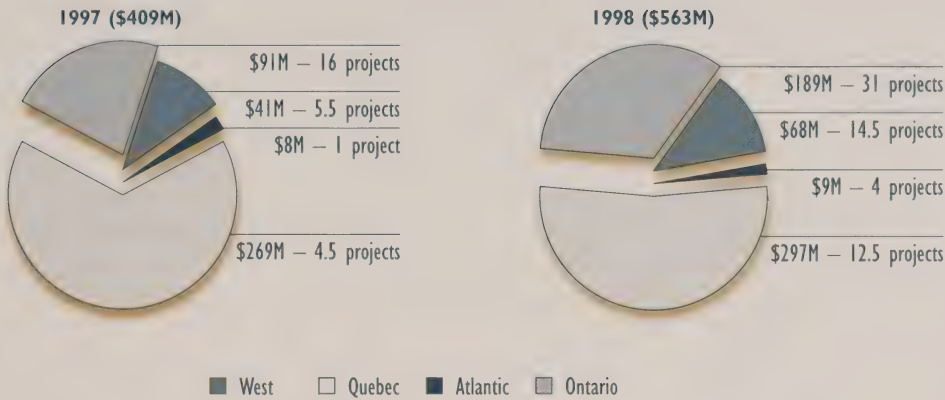 1997 ($409M)
$91M — 16 projects
$41M — 5.5 projects
$8M — 1 project
$269M — 4.5 projects
1998 ($563M)
$189M — 31 projects
$68M — 14.5 projects
$9M — 4 projects
$297M — 12.5 projects
West Quebec Atlantic Ontario